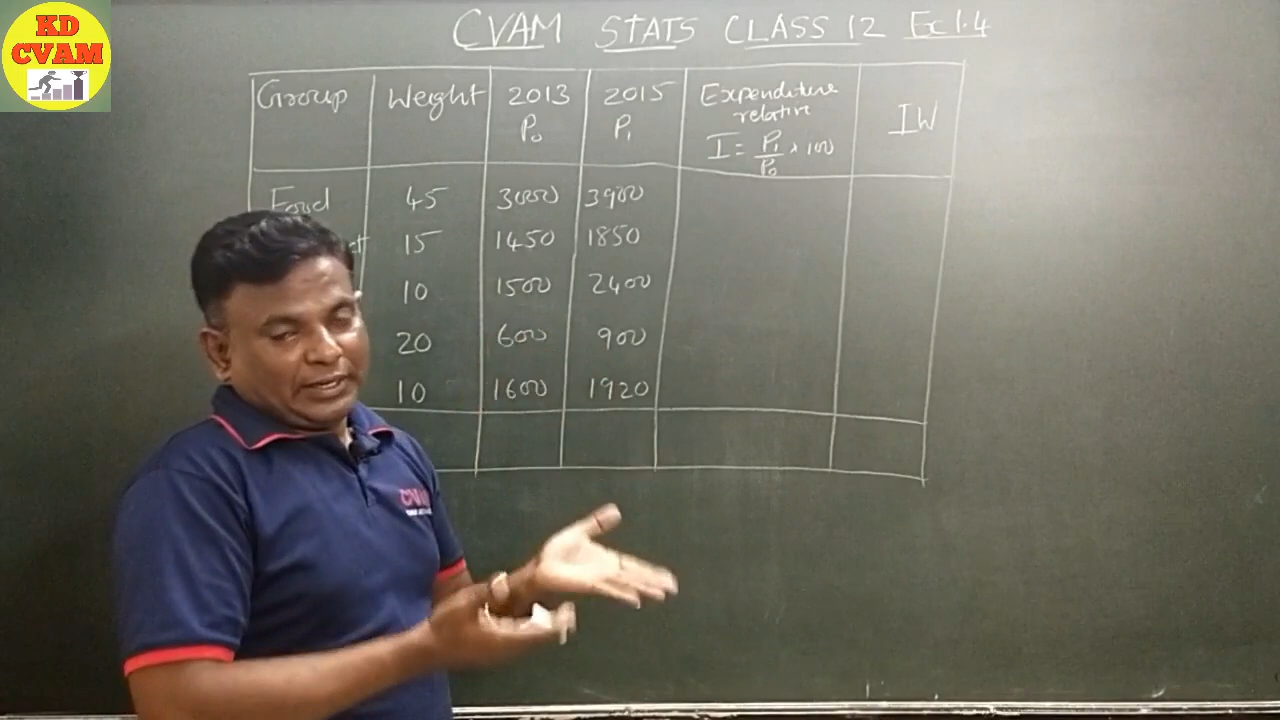 KD
CVAM
CVAM STATS CLASS 12 Ex 1.4
Group Weight 2013 P₀ 2015 P₁ Expenditure relative I = P₁/P₀ × 100 IW
Food 45 3000 3900
15 1450 1850
10 1500 2400
20 600 900
10 1600 1920